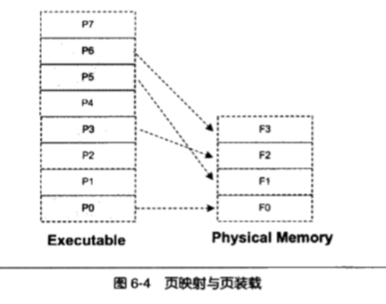 P7
P6
P5
P4
P3
P2
P1
P0
F3
F2
F1
F0
Executable
Physical Memory
图 6-4 页映射与页装载